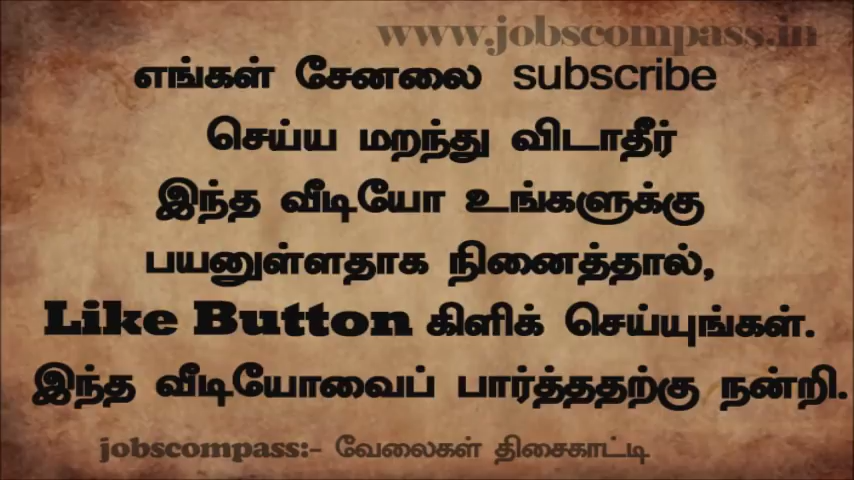 www.jobscompass.in
எங்கள் சேனலை subscribe
செய்ய மறந்து விடாதீர்
இந்த வீடியோ உங்களுக்கு
பயனுள்ளதாக நினைத்தால்,
Like Button கிளிக் செய்யுங்கள்.
இந்த வீடியோவைப் பார்த்ததற்கு நன்றி.
jobscompass:- வேலைகள் திசைகாட்டி